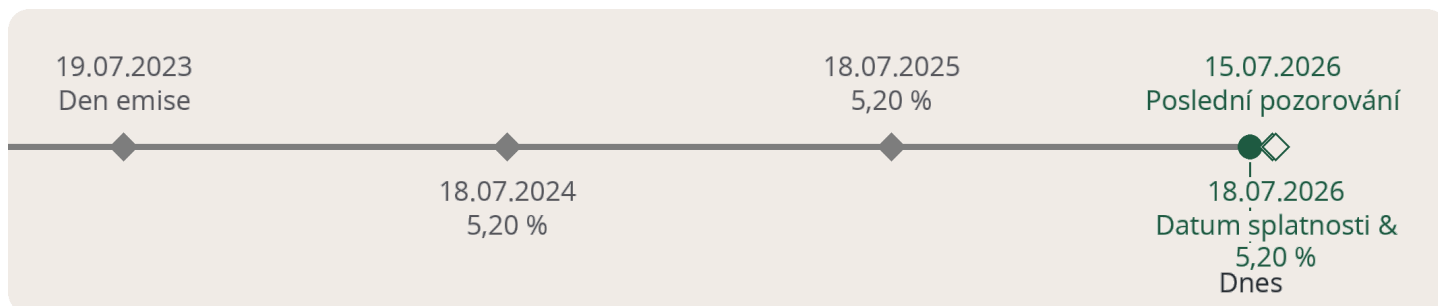 19.07.2023
Den emise
18.07.2024
5,20 %
18.07.2025
5,20 %
15.07.2026
Poslední pozorování
18.07.2026
Datum splatnosti &
5,20 %
Dnes